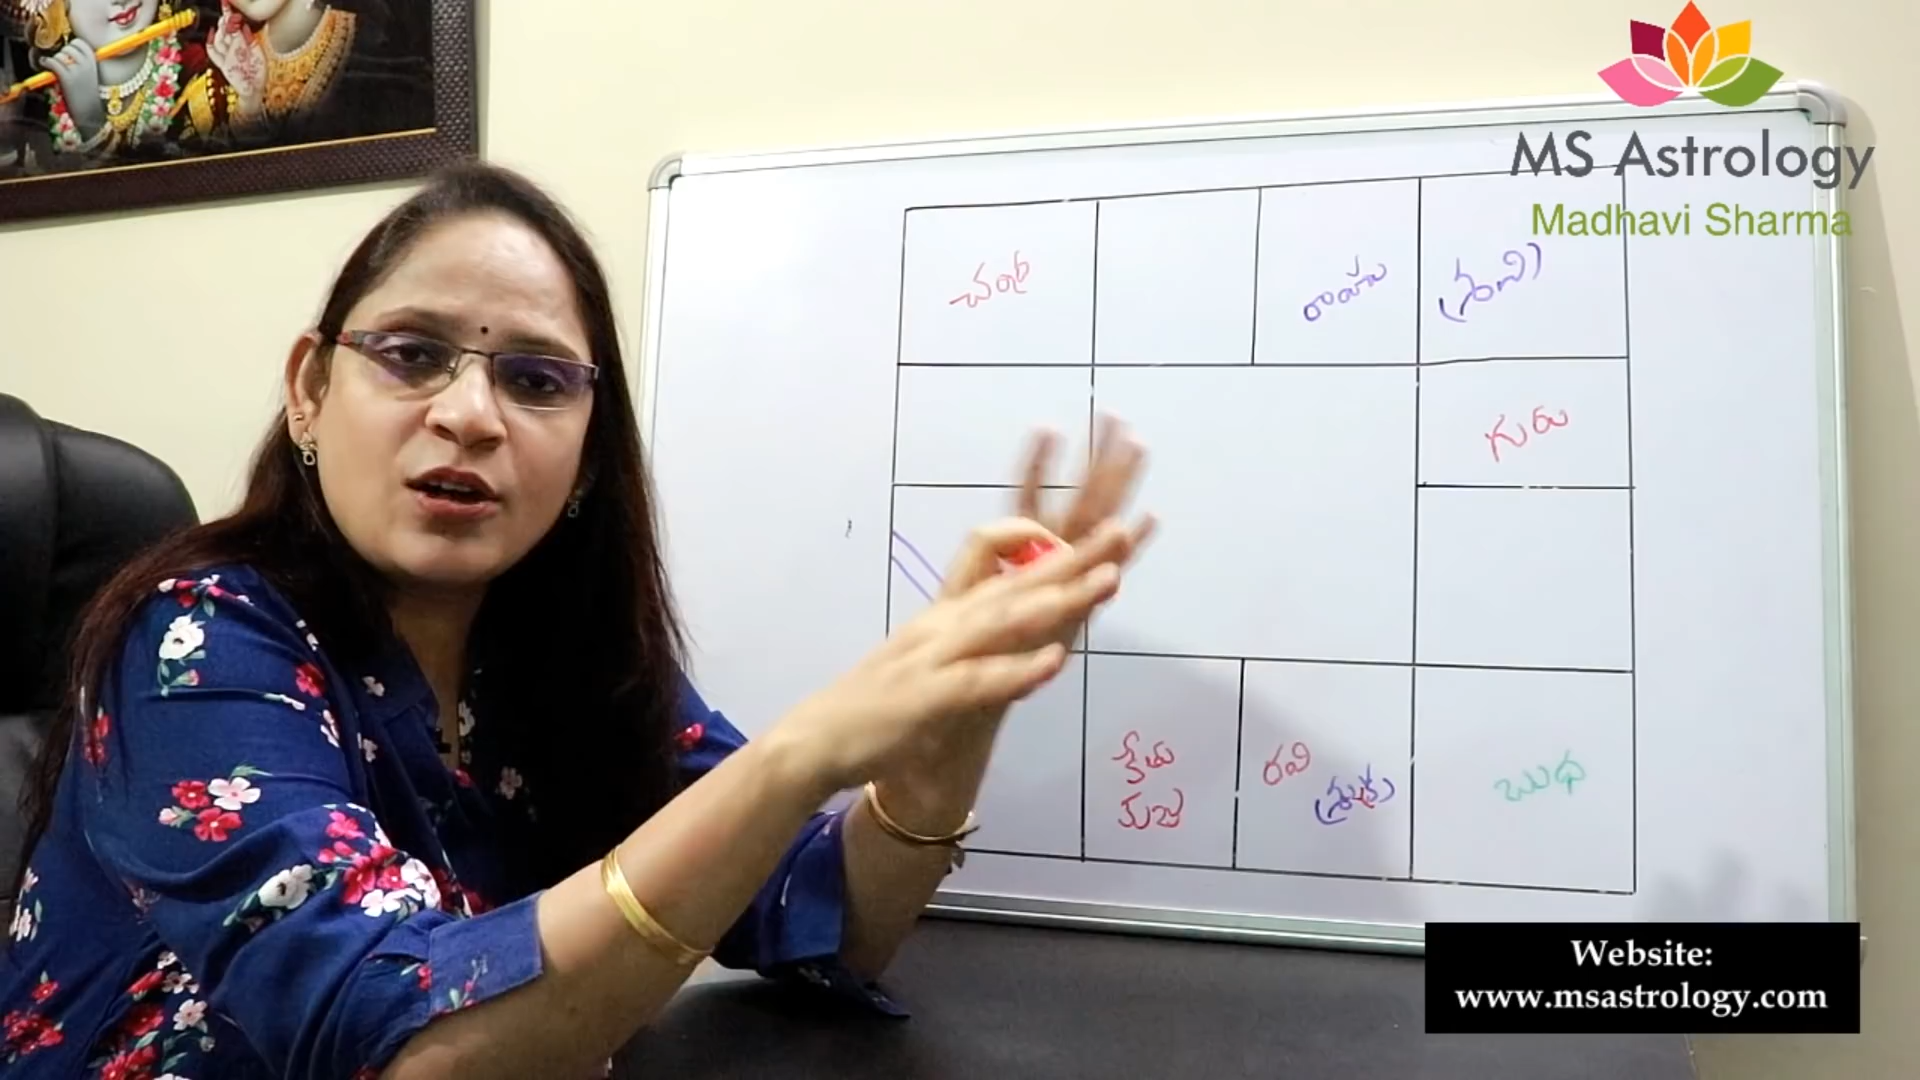 MS Astrology
Madhavi Sharma
చంద్ర
రాహు
(శని)
గురు
కేతు
కుజ
రవి
(శుక్ర)
బుధ
Website:
www.msastrology.com